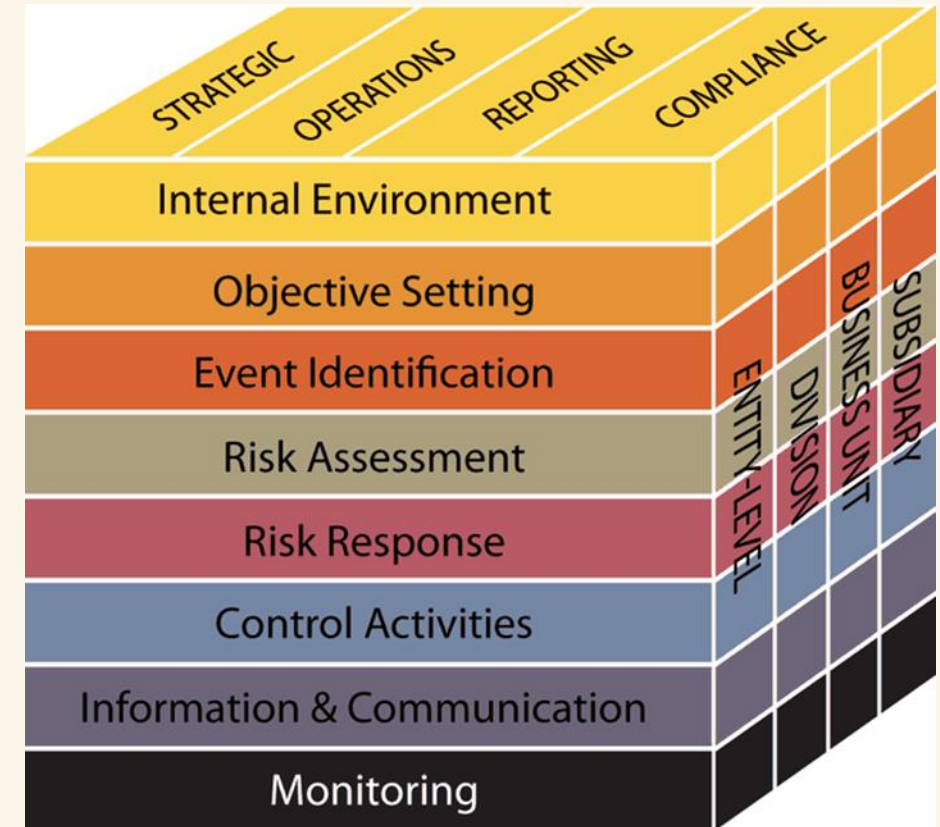 STRATEGIC
OPERATIONS
REPORTING
COMPLIANCE
Internal Environment
Objective Setting
Event Identification
Risk Assessment
Risk Response
Control Activities
Information & Communication
Monitoring
ENTITY-LEVEL
DIVISION
BUSINESS UNIT
SUBSIDIARY